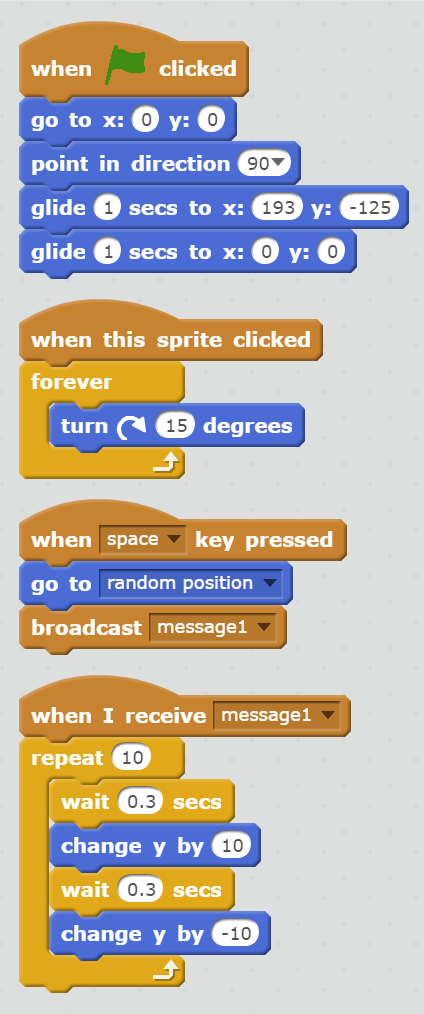 when clicked
go to x: 0 y: 0
point in direction 90
glide 1 secs to x: 193 y: -125
glide 1 secs to x: 0 y: 0
when this sprite clicked
forever
turn 15 degrees
when space key pressed
go to random position
broadcast message1
when I receive message1
repeat 10
wait 0.3 secs
change y by 10
wait 0.3 secs
change y by -10